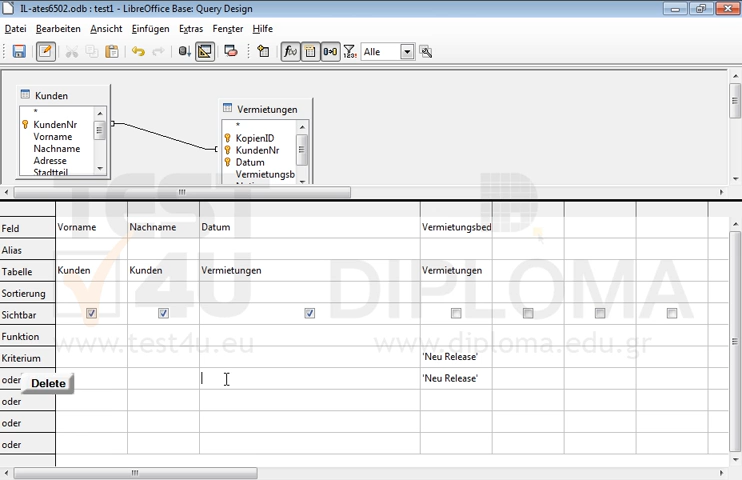 IL-ates6502.odb : test1 - LibreOffice Base: Query Design
Datei Bearbeiten Ansicht Einfügen Extras Fenster Hilfe
Alle
Kunden
*
KundenNr
Vorname
Nachname
Adresse
Stadtteil
Vermietungen
*
KopienID
KundenNr
Datum
Vermietungsb
TEST
4U
DIPLOMA
www.test4u.eu
www.diploma.edu.gr
Feld Vorname Nachname Datum Vermietungsbed
Alias
Tabelle Kunden Kunden Vermietungen Vermietungen
Sortierung
Sichtbar
Funktion
Kriterium 'Neu Release'
oder 'Neu Release'
Delete
oder
oder
oder